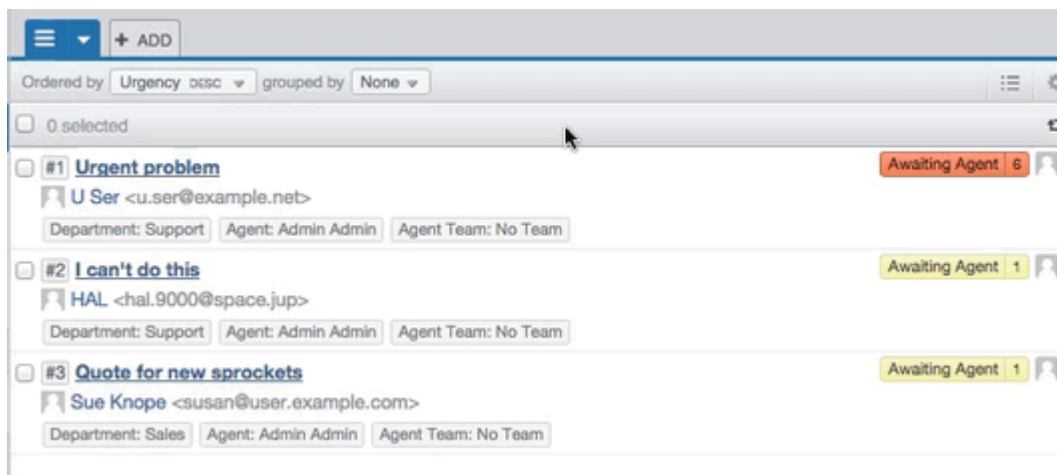 + ADD
Ordered by Urgency DESC grouped by None
0 selected
#1 Urgent problem Awaiting Agent 6
U Ser <u.ser@example.net>
Department: Support Agent: Admin Admin Agent Team: No Team
#2 I can't do this Awaiting Agent 1
HAL <hal.9000@space.jup>
Department: Support Agent: Admin Admin Agent Team: No Team
#3 Quote for new sprockets Awaiting Agent 1
Sue Knope <susan@user.example.com>
Department: Sales Agent: Admin Admin Agent Team: No Team